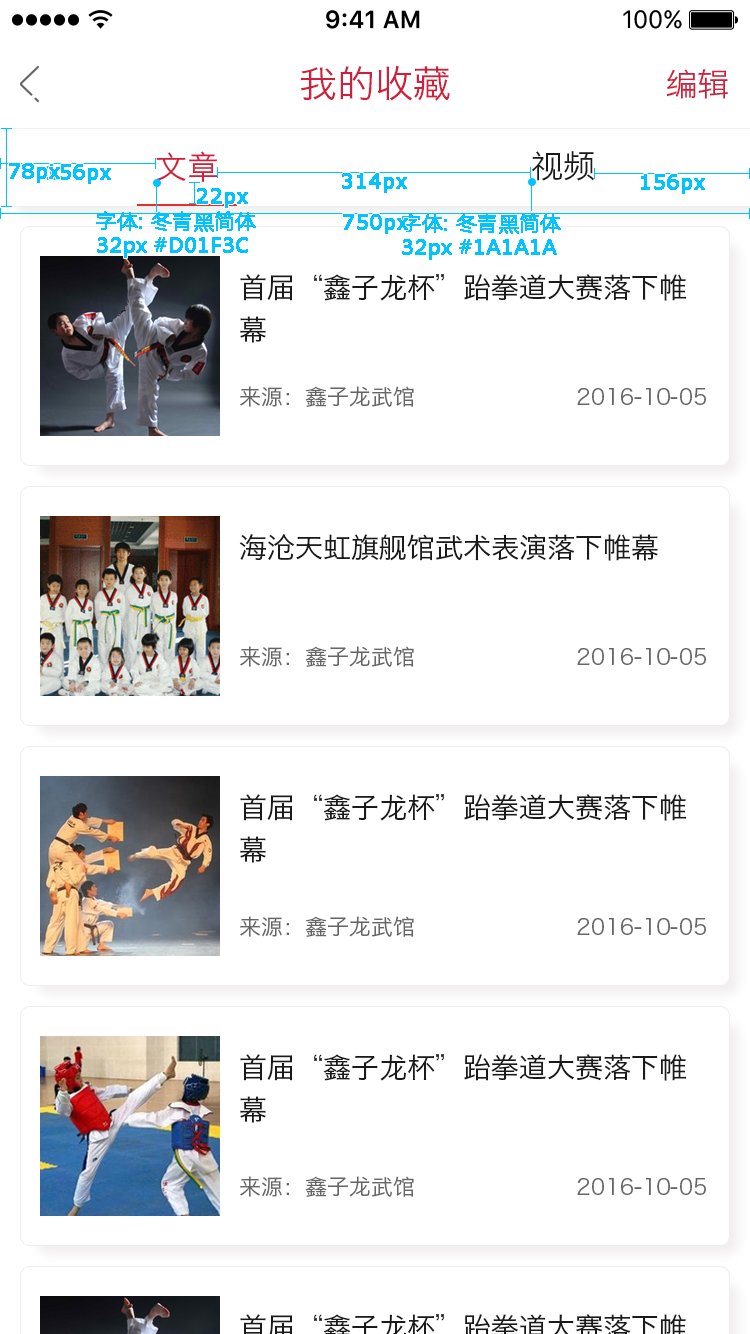 9:41 AM
100%
我的收藏
编辑
文章
视频
78px
56px
22px
314px
156px
750px
字体: 冬青黑简体
32px #D01F3C
字体: 冬青黑简体
32px #1A1A1A
首届“鑫子龙杯”跆拳道大赛落下帷
幕
来源：鑫子龙武馆
2016-10-05
海沧天虹旗舰馆武术表演落下帷幕
来源：鑫子龙武馆
2016-10-05
首届“鑫子龙杯”跆拳道大赛落下帷
幕
来源：鑫子龙武馆
2016-10-05
首届“鑫子龙杯”跆拳道大赛落下帷
幕
来源：鑫子龙武馆
2016-10-05
首届“鑫子龙杯”跆拳道大赛落下帷